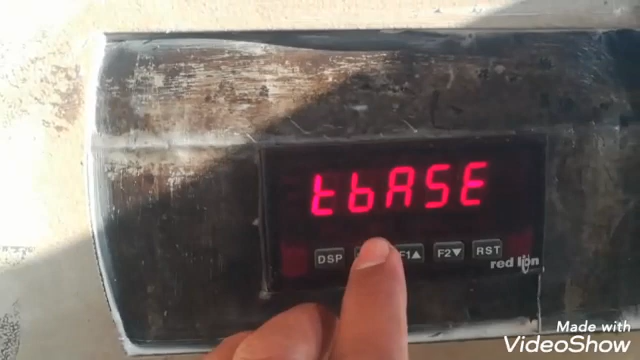 tbASE
DSP F1▲ F2▼ RST
red lion
Made with
VideoShow